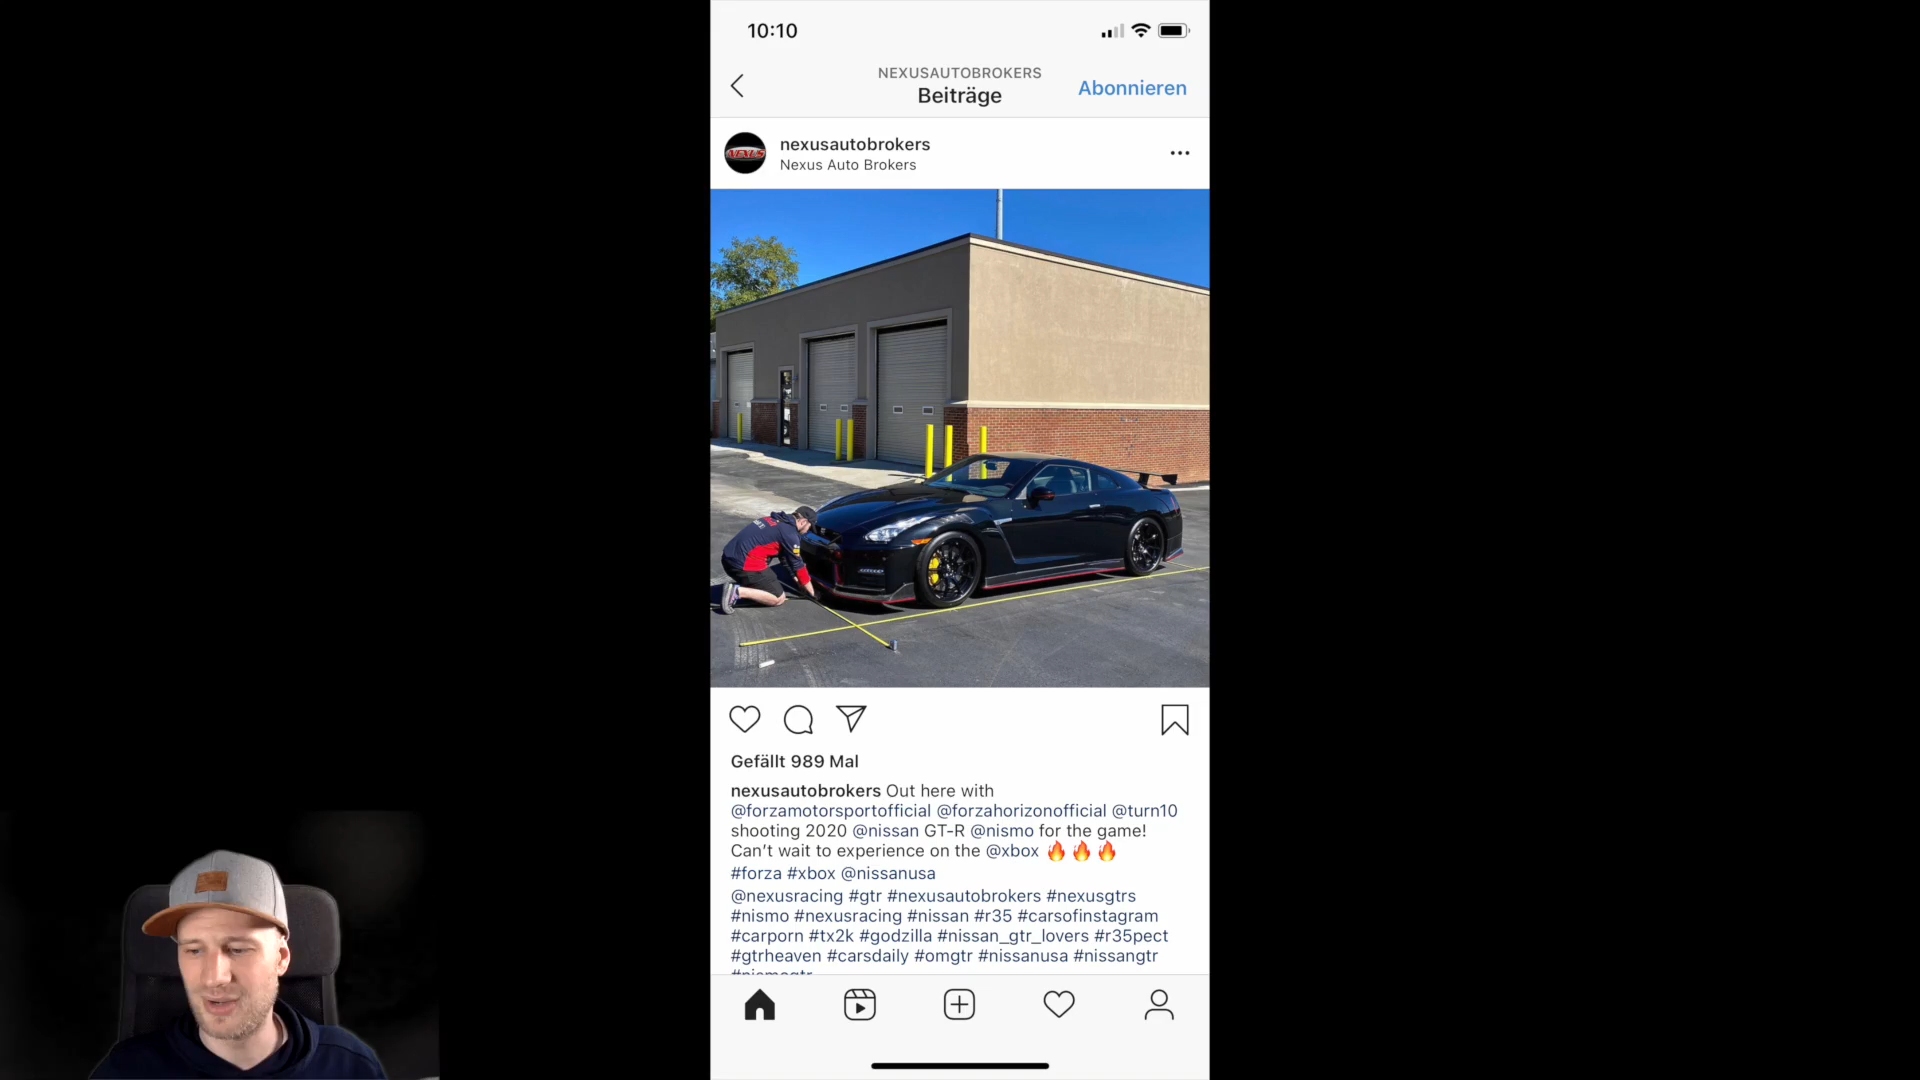 10:10
NEXUSAUTOBROKERS
Beiträge
Abonnieren
NEXUS
nexusautobrokers
Nexus Auto Brokers
Gefällt 989 Mal
nexusautobrokers Out here with
@forzamotorsportofficial @forzahorizonofficial @turn10
shooting 2020 @nissan GT-R @nismo for the game!
Can't wait to experience on the @xbox 🔥🔥🔥
#forza #xbox @nissanusa
@nexusracing #gtr #nexusautobrokers #nexusgtrs
#nismo #nexusracing #nissan #r35 #carsofinstagram
#carporn #tx2k #godzilla #nissan_gtr_lovers #r35pect
#gtrheaven #carsdaily #omgtr #nissanusa #nissangtr
#nismogtr